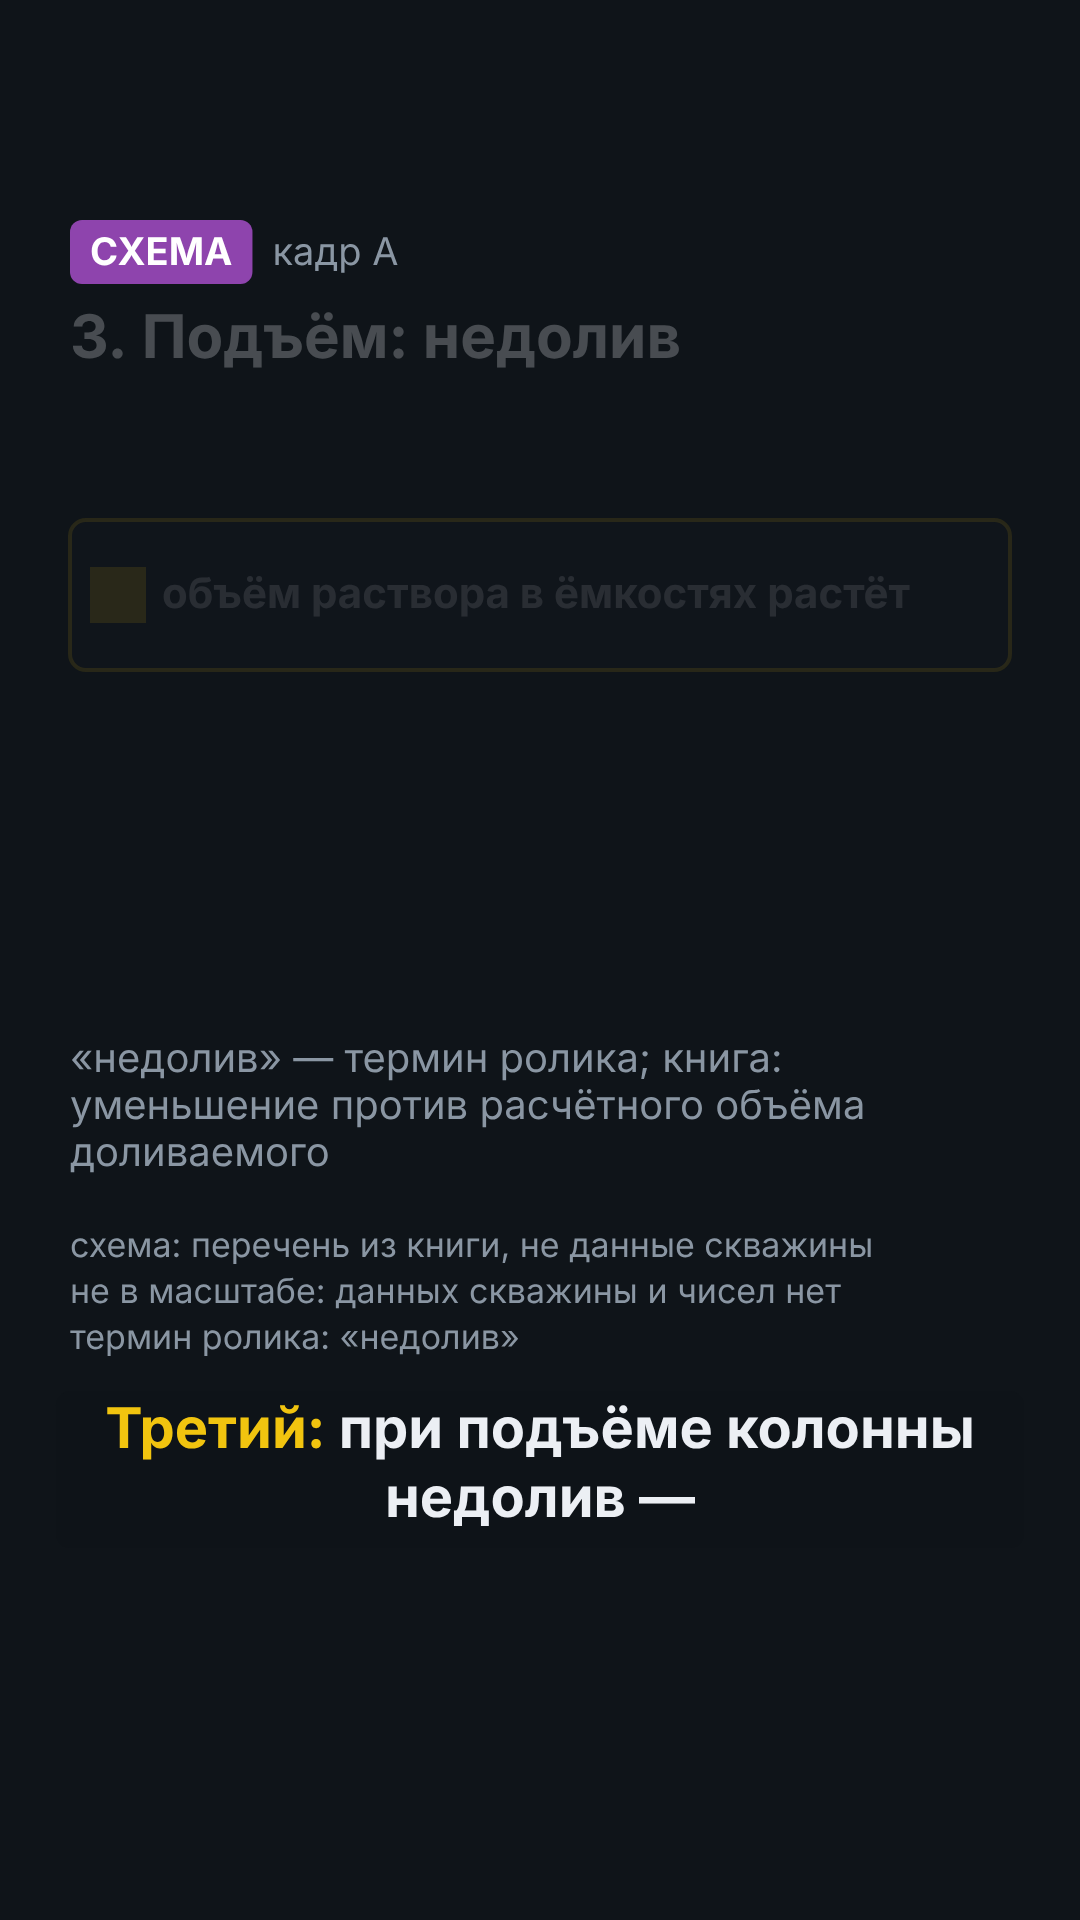 СХЕМА кадр А
3. Подъём: недолив
объём раствора в ёмкостях растёт
«недолив» — термин ролика; книга:
уменьшение против расчётного объёма
доливаемого
схема: перечень из книги, не данные скважины
не в масштабе: данных скважины и чисел нет
термин ролика: «недолив»
Третий: при подъёме колонны
недолив —